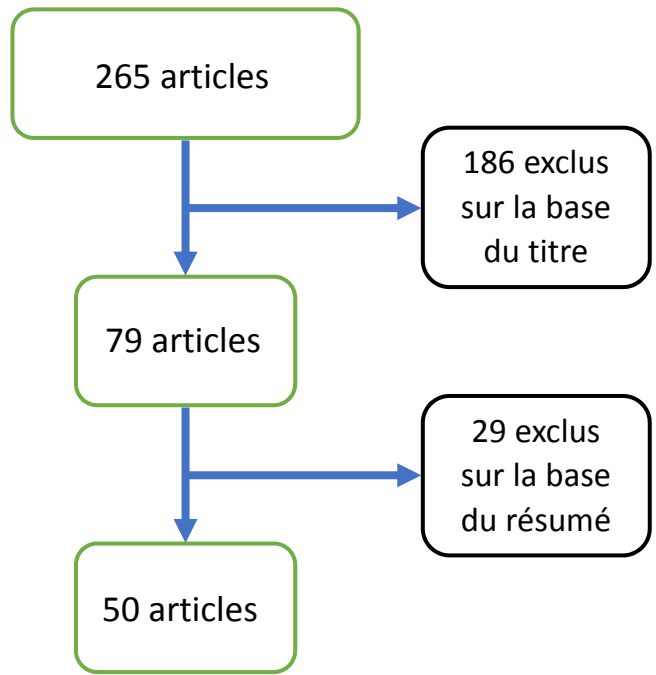 265 articles
186 exclus
sur la base
du titre
79 articles
29 exclus
sur la base
du résumé
50 articles